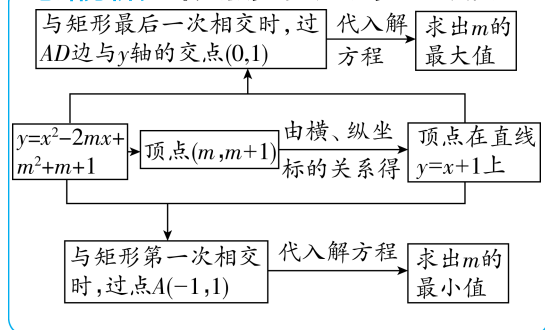 与矩形最后一次相交时,过
AD边与y轴的交点(0,1)
代入解
方程
求出m的
最大值
y=x²-2mx+
m²+m+1
顶点(m,m+1)
由横、纵坐
标的关系得
顶点在直线
y=x+1上
与矩形第一次相交
时,过点A(-1,1)
代入解方程
求出m的
最小值